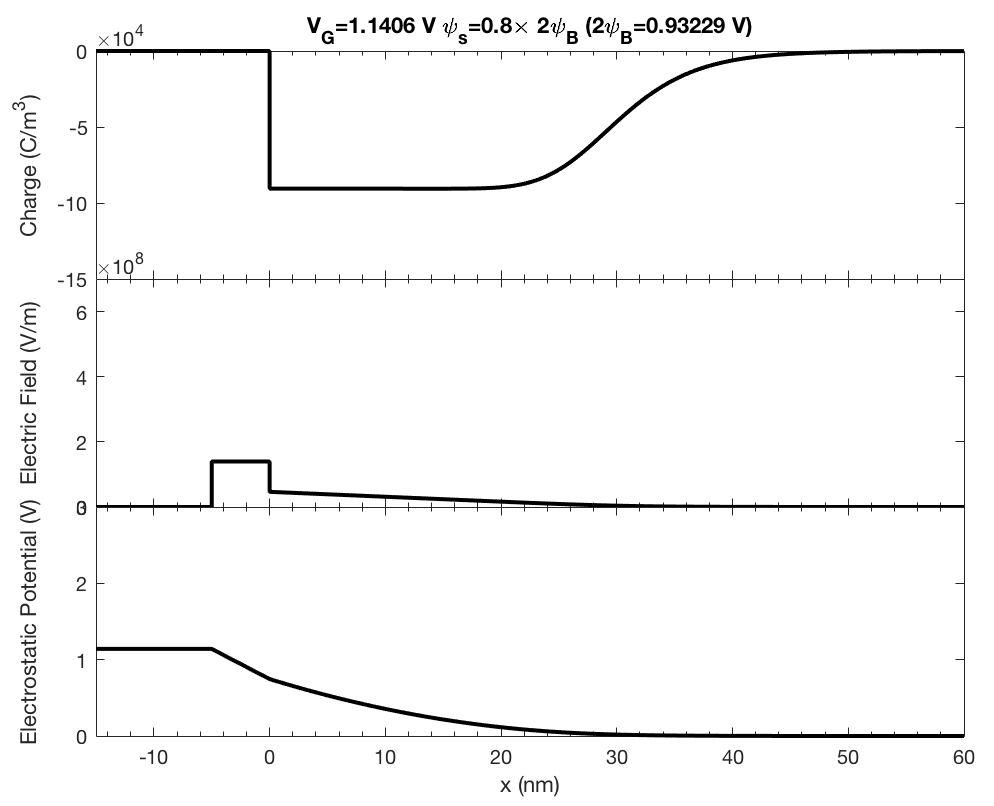 V_G=1.1406 V ψ_s=0.8× 2ψ_B (2ψ_B=0.93229 V)
×10^4
0
-5
-10
-15
Charge (C/m^3)
×10^8
6
4
2
0
Electric Field (V/m)
3
2
1
0
Electrostatic Potential (V)
-10 0 10 20 30 40 50 60
x (nm)